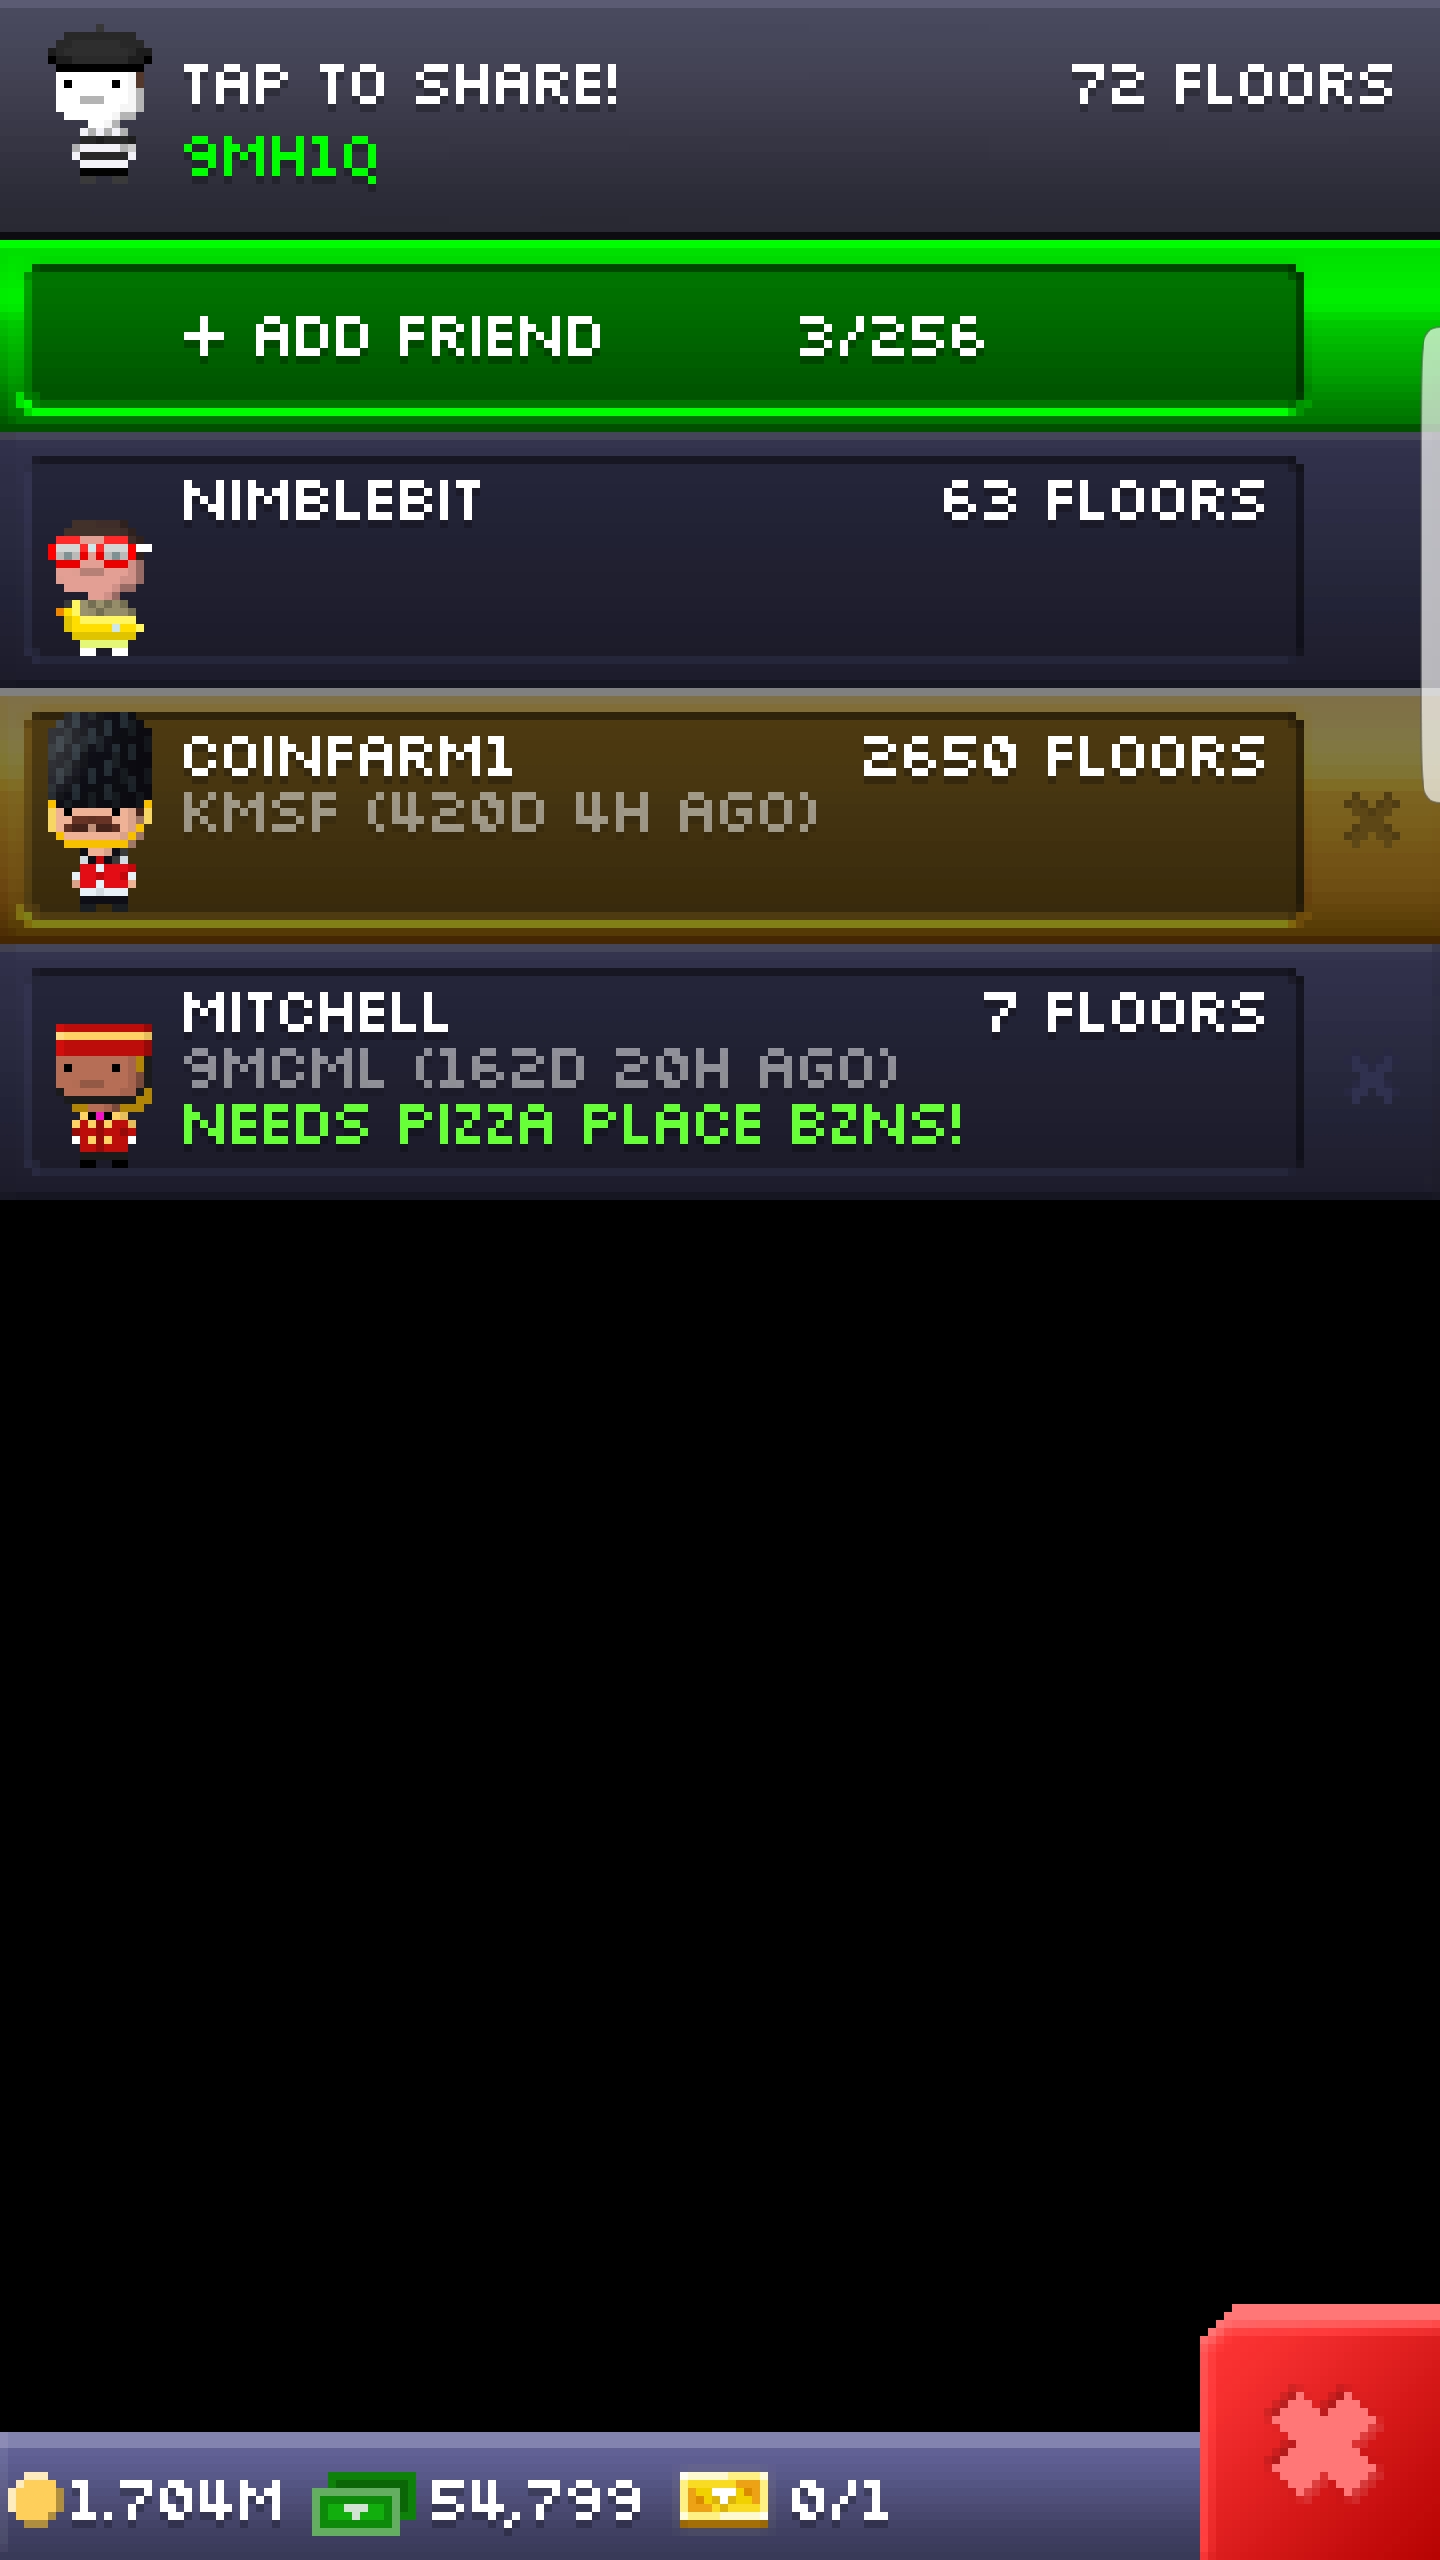 TAP TO SHARE! 72 FLOORS
9MH1Q
+ ADD FRIEND 3/256
NIMBLEBIT 63 FLOORS
COINFARM1 2650 FLOORS
KMSF (420D 4H AGO)
MITCHELL 7 FLOORS
9MCML (162D 20H AGO)
NEEDS PIZZA PLACE BZNS!
1.704M 54,799 0/1